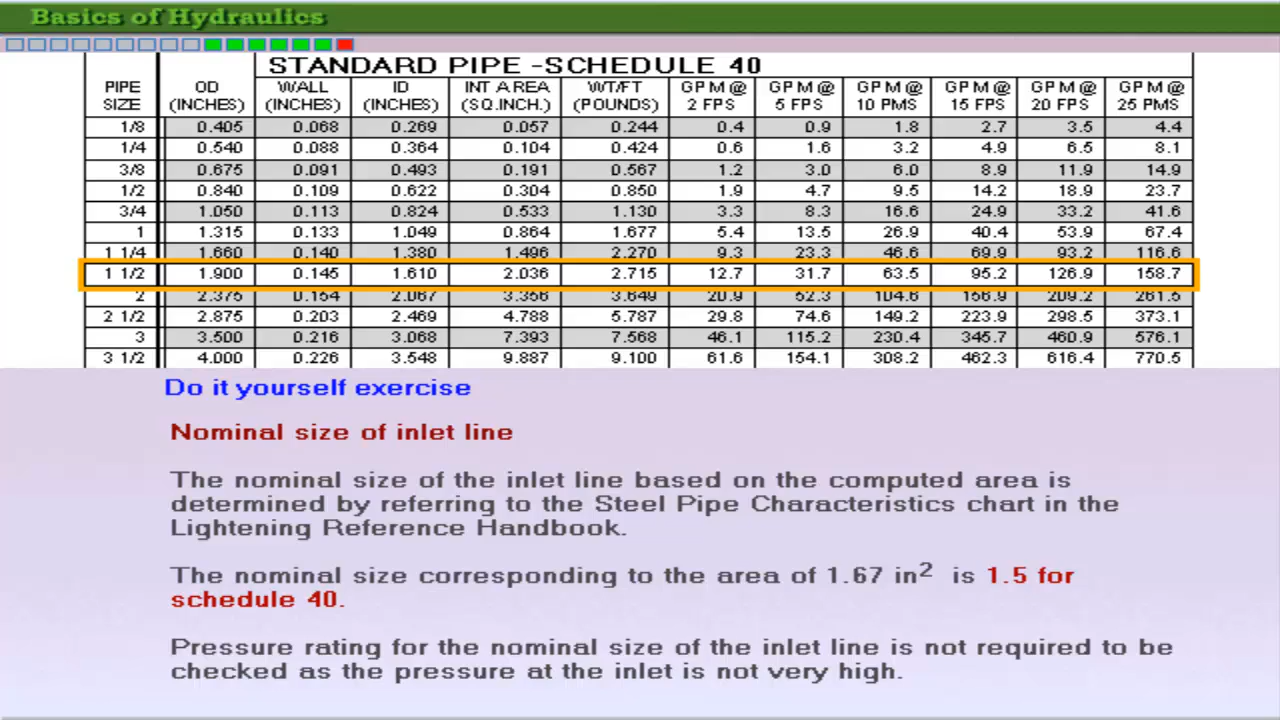 Basics of Hydraulics
STANDARD PIPE -SCHEDULE 40
PIPE SIZE OD (INCHES) WALL (INCHES) ID (INCHES) INT AREA (SQ.INCH.) WT/FT (POUNDS) GPM@ 2 FPS GPM@ 5 FPS GPM@ 10 PMS GPM@ 15 FPS GPM@ 20 FPS GPM@ 25 PMS
1/8 0.405 0.068 0.269 0.057 0.244 0.4 0.9 1.8 2.7 3.5 4.4
1/4 0.540 0.088 0.364 0.104 0.424 0.6 1.6 3.2 4.9 6.5 8.1
3/8 0.675 0.091 0.493 0.191 0.567 1.2 3.0 6.0 8.9 11.9 14.9
1/2 0.840 0.109 0.622 0.304 0.850 1.9 4.7 9.5 14.2 18.9 23.7
3/4 1.050 0.113 0.824 0.533 1.130 3.3 8.3 16.6 24.9 33.2 41.6
1 1.315 0.133 1.049 0.864 1.677 5.4 13.5 26.9 40.4 53.9 67.4
1 1/4 1.660 0.140 1.380 1.496 2.270 9.3 23.3 46.6 69.9 93.2 116.6
1 1/2 1.900 0.145 1.610 2.036 2.715 12.7 31.7 63.5 95.2 126.9 158.7
2 2.375 0.154 2.067 3.356 3.649 20.9 52.3 104.6 156.9 209.2 261.5
2 1/2 2.875 0.203 2.469 4.788 5.787 29.8 74.6 149.2 223.9 298.5 373.1
3 3.500 0.216 3.068 7.393 7.568 46.1 115.2 230.4 345.7 460.9 576.1
3 1/2 4.000 0.226 3.548 9.887 9.100 61.6 154.1 308.2 462.3 616.4 770.5
Do it yourself exercise
Nominal size of inlet line
The nominal size of the inlet line based on the computed area is
determined by referring to the Steel Pipe Characteristics chart in the
Lightening Reference Handbook.
The nominal size corresponding to the area of 1.67 in² is 1.5 for
schedule 40.
Pressure rating for the nominal size of the inlet line is not required to be
checked as the pressure at the inlet is not very high.